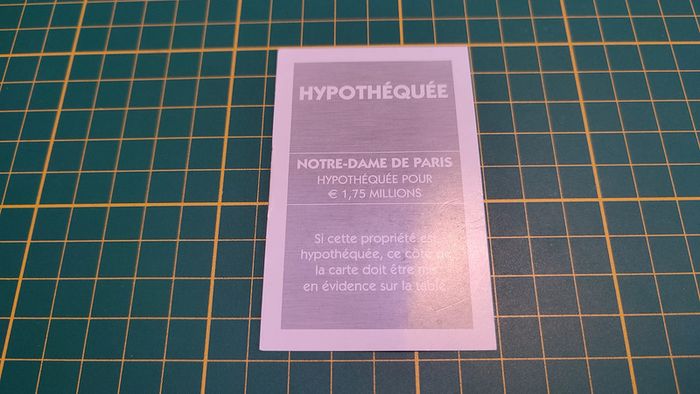 HYPOTHÉQUÉE
NOTRE-DAME DE PARIS
HYPOTHÉQUÉE POUR
€ 1,75 MILLIONS
Si cette propriété est
hypothéquée, ce côté de
la carte doit être mis
en évidence sur la table